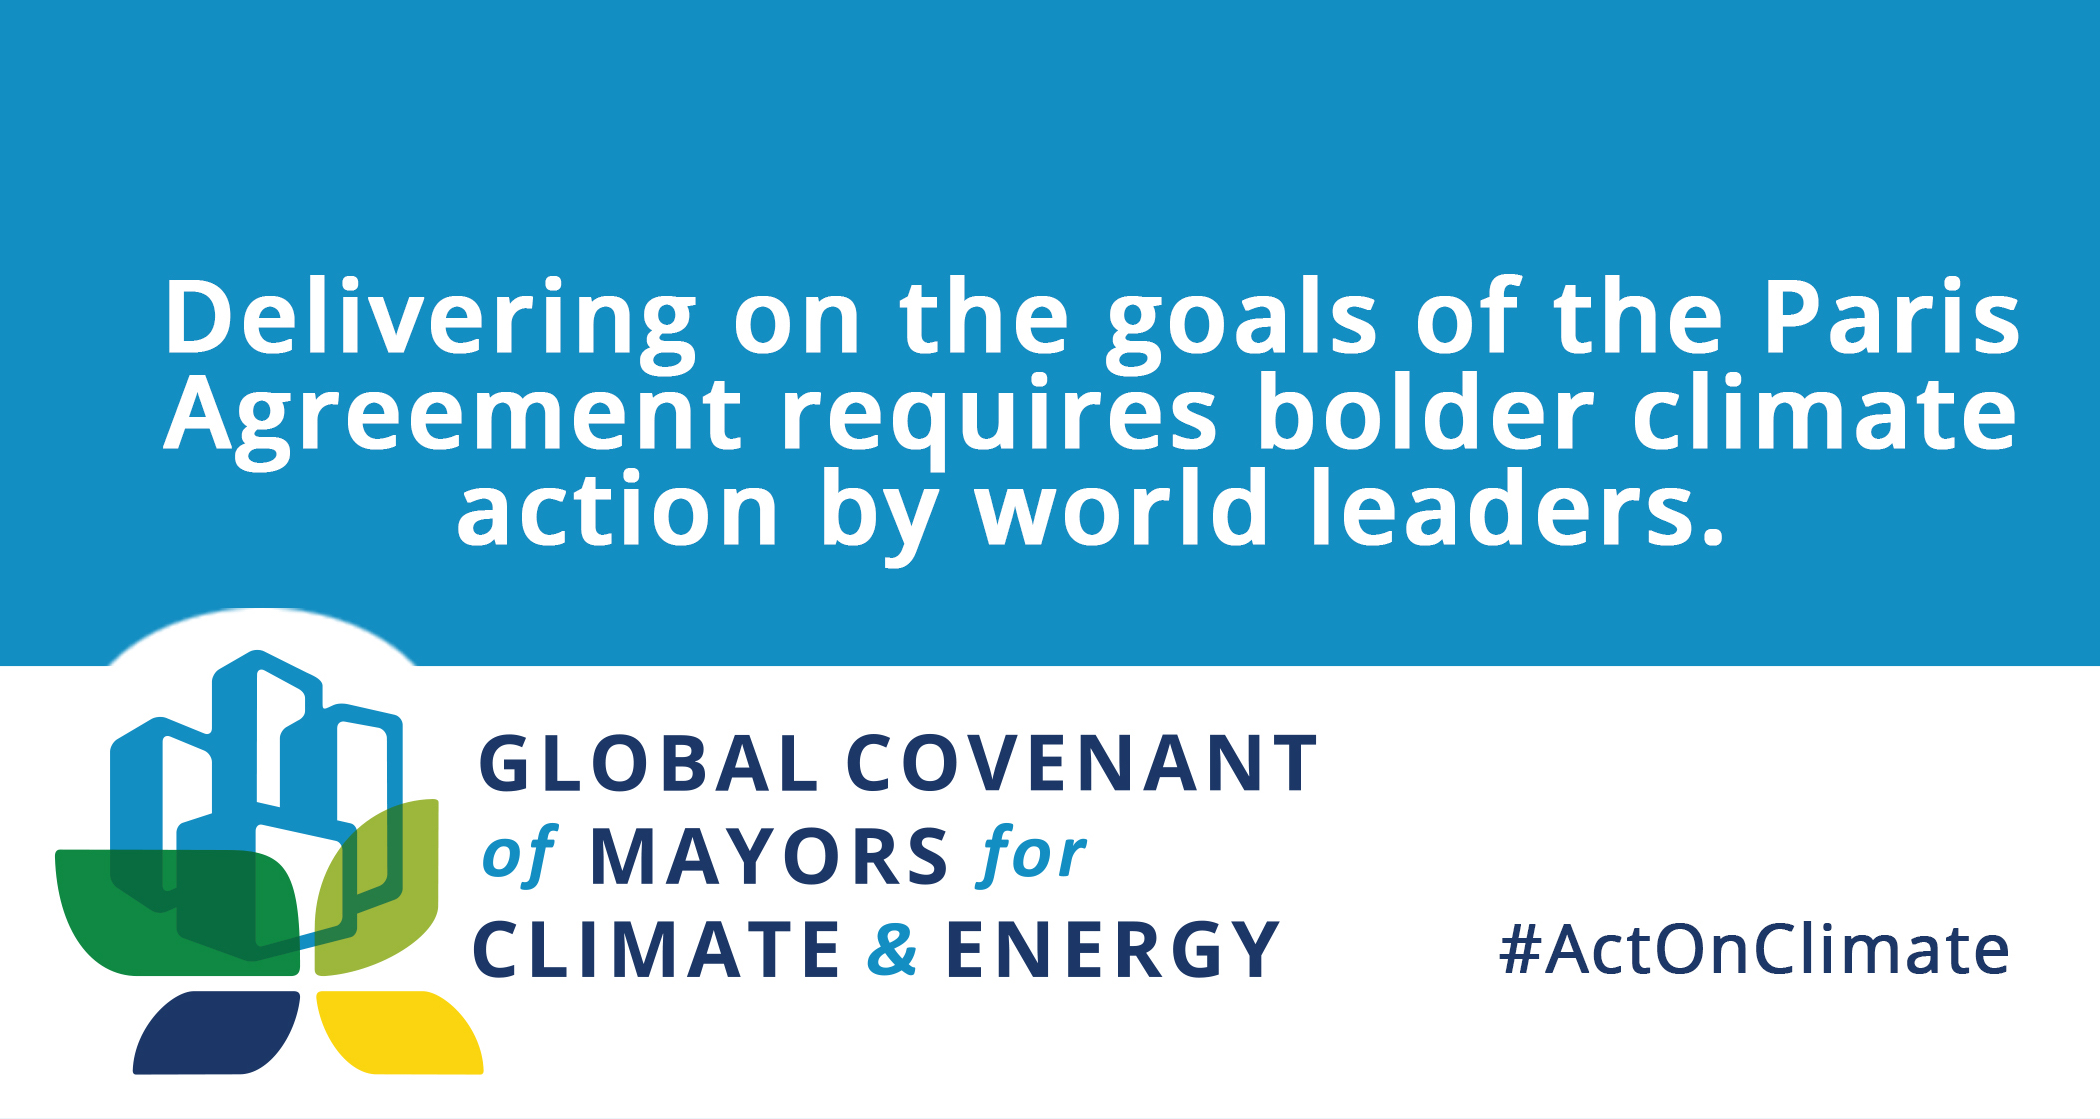 Delivering on the goals of the Paris
Agreement requires bolder climate
action by world leaders.
GLOBAL COVENANT
of MAYORS for
CLIMATE & ENERGY
#ActOnClimate